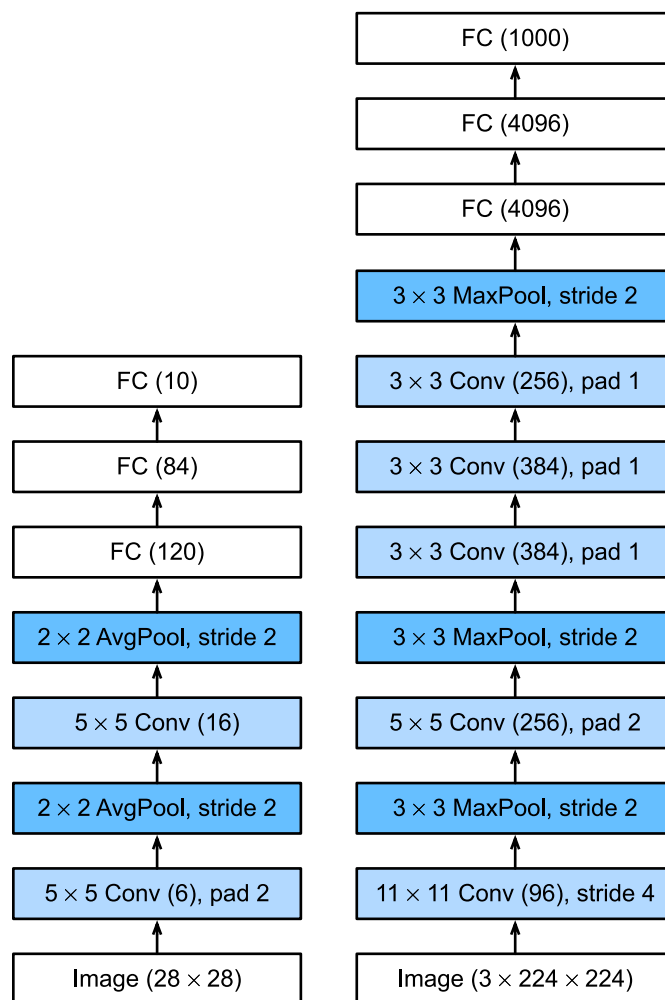 FC (1000)
FC (4096)
FC (4096)
3 × 3 MaxPool, stride 2
3 × 3 Conv (256), pad 1
3 × 3 Conv (384), pad 1
3 × 3 Conv (384), pad 1
3 × 3 MaxPool, stride 2
5 × 5 Conv (256), pad 2
3 × 3 MaxPool, stride 2
11 × 11 Conv (96), stride 4
Image (3 × 224 × 224)
FC (10)
FC (84)
FC (120)
2 × 2 AvgPool, stride 2
5 × 5 Conv (16)
2 × 2 AvgPool, stride 2
5 × 5 Conv (6), pad 2
Image (28 × 28)